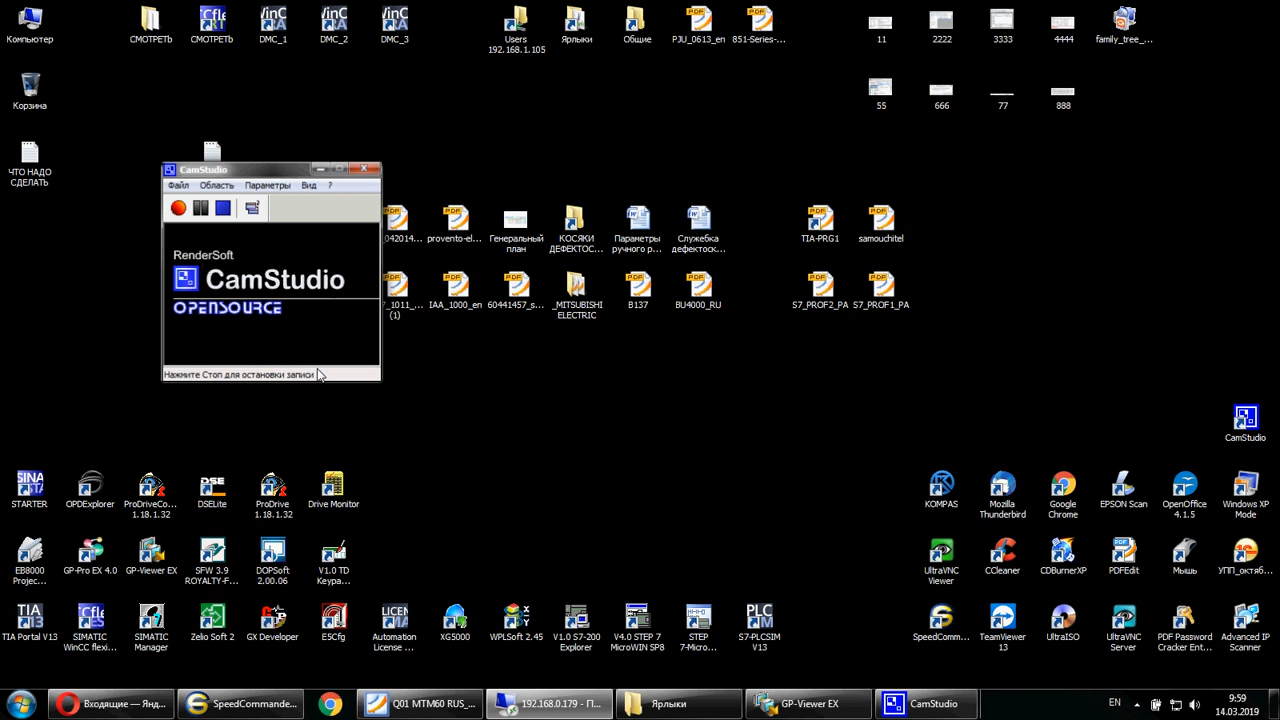 Компьютер
СМОТРЕТЬ
СМОТРЕТЬ
DMC_1
DMC_2
DMC_3
Users
192.168.1.105
Ярлыки
Общие
PJU_0613_en
851-Series-...
11
2222
3333
4444
family_tree_...
Корзина
55
666
77
888
ЧТО НАДО
СДЕЛАТЬ
CamStudio
Файл
Область
Параметры
Вид
?
RenderSoft
CamStudio
OPENSOURCE
Нажмите Стоп для остановки записи
_042014...
provento-el...
Генеральный
план
КОСЯКИ
ДЕФЕКТОС...
Параметры
ручного р...
Служебка
дефектоск...
TIA-PRG1
samouchitel
7_1011_...
(1)
IAA_1000_en
60441457_s...
_MITSUBISHI
ELECTRIC
B137
BU4000_RU
S7_PROF2_PA
S7_PROF1_PA
CamStudio
STARTER
OPDExplorer
ProDriveCo...
1.18.1.32
DSELite
ProDrive
1.18.1.32
Drive Monitor
KOMPAS
Mozilla
Thunderbird
Google
Chrome
EPSON Scan
OpenOffice
4.1.5
Windows XP
Mode
EB8000
Projec...
GP-Pro EX 4.0
GP-Viewer EX
SFW 3.9
ROYALTY-F...
DOPSoft
2.00.06
V1.0 TD
Keypa...
UltraVNC
Viewer
CCleaner
CDBurnerXP
PDFEdit
Мышь
УПП_октяб...
TIA Portal V13
SIMATIC
WinCC flexi...
SIMATIC
Manager
Zelio Soft 2
GX Developer
E5Cfg
Automation
License ...
XG5000
WPLSoft 2.45
V1.0 S7-200
Explorer
V4.0 STEP 7
MicroWIN SP8
STEP
7-Micro...
S7-PLCSIM
V13
SpeedComm...
TeamViewer
13
UltraISO
UltraVNC
Server
PDF Password
Cracker Ent...
Advanced IP
Scanner
Входящие — Янд...
SpeedCommande...
Q01 MTM60 RUS_...
192.168.0.179 - П...
Ярлыки
GP-Viewer EX
CamStudio
EN
9:59
14.03.2019